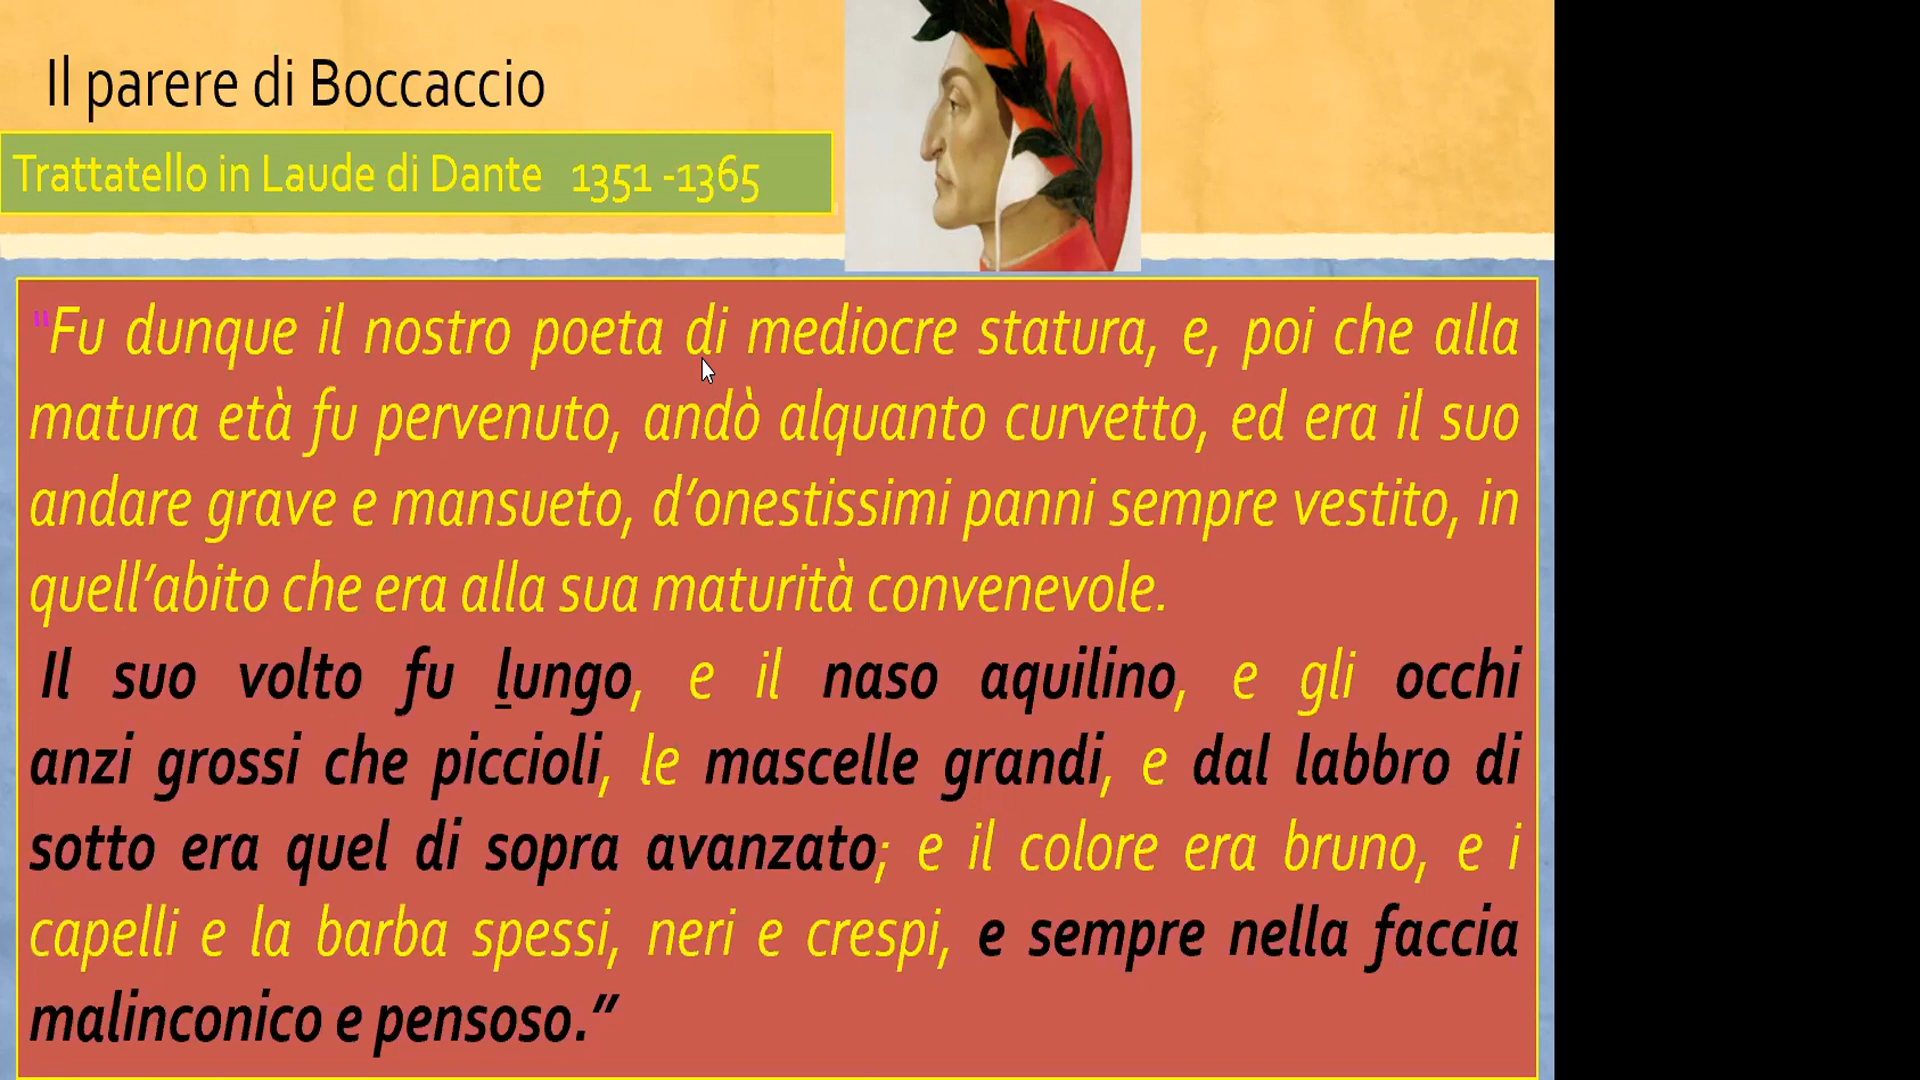 Il parere di Boccaccio
Trattatello in Laude di Dante 1351 -1365
"Fu dunque il nostro poeta di mediocre statura, e, poi che alla
matura età fu pervenuto, andò alquanto curvetto, ed era il suo
andare grave e mansueto, d’onestissimi panni sempre vestito, in
quell’abito che era alla sua maturità convenevole.
Il suo volto fu lungo, e il naso aquilino, e gli occhi
anzi grossi che piccioli, le mascelle grandi, e dal labbro di
sotto era quel di sopra avanzato; e il colore era bruno, e i
capelli e la barba spessi, neri e crespi, e sempre nella faccia
malinconico e pensoso.”